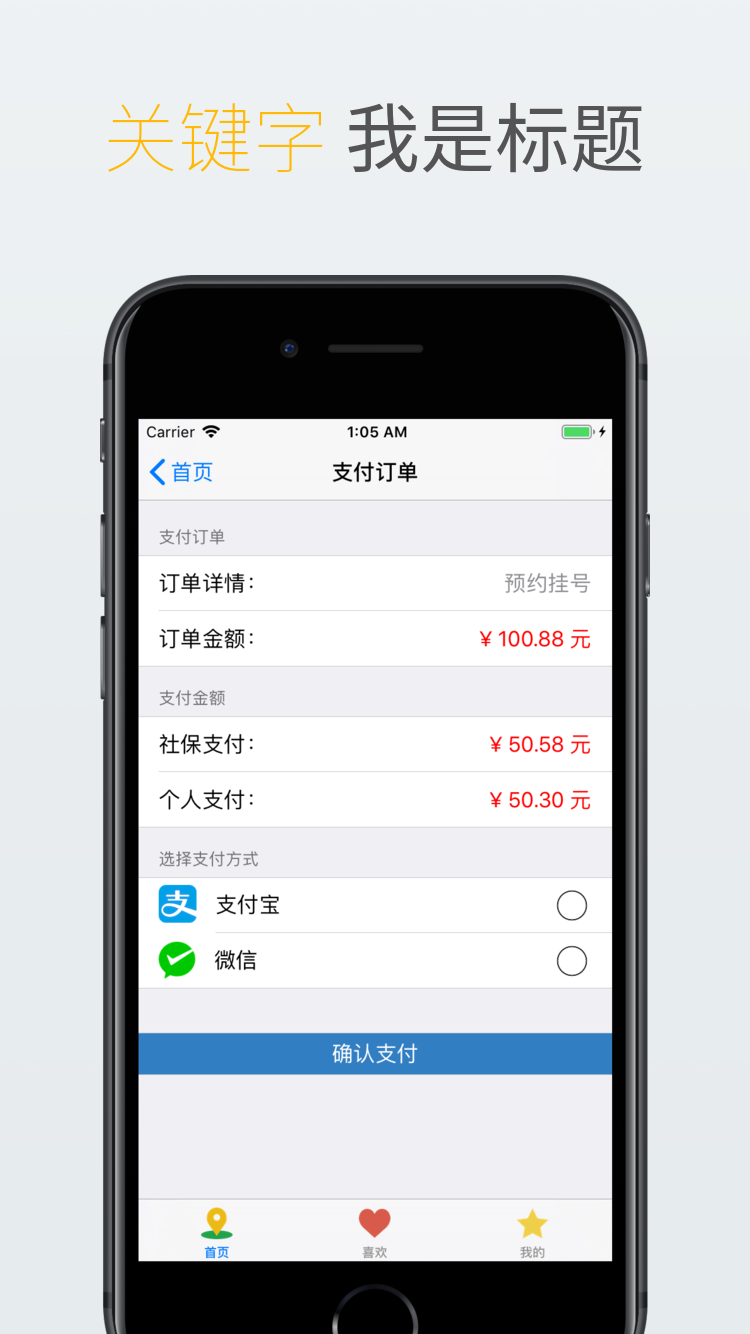 关键字 我是标题
Carrier 1:05 AM
首页 支付订单
支付订单
订单详情： 预约挂号
订单金额： ¥ 100.88 元
支付金额
社保支付： ¥ 50.58 元
个人支付： ¥ 50.30 元
选择支付方式
支 支付宝
微信
确认支付
首页 喜欢 我的